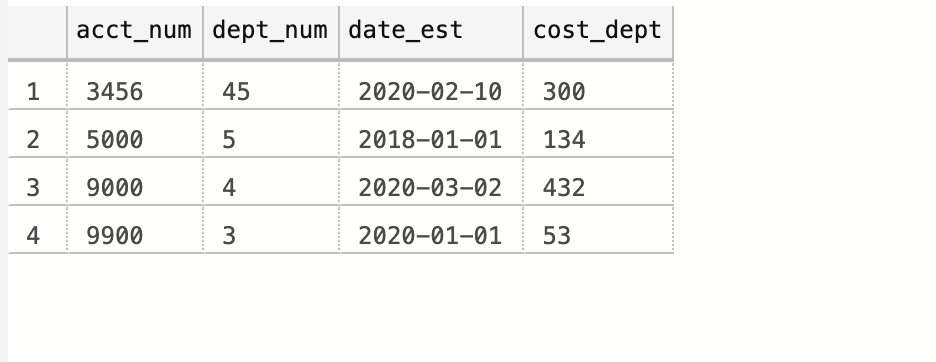 acct_num dept_num date_est cost_dept
1 3456 45 2020-02-10 300
2 5000 5 2018-01-01 134
3 9000 4 2020-03-02 432
4 9900 3 2020-01-01 53